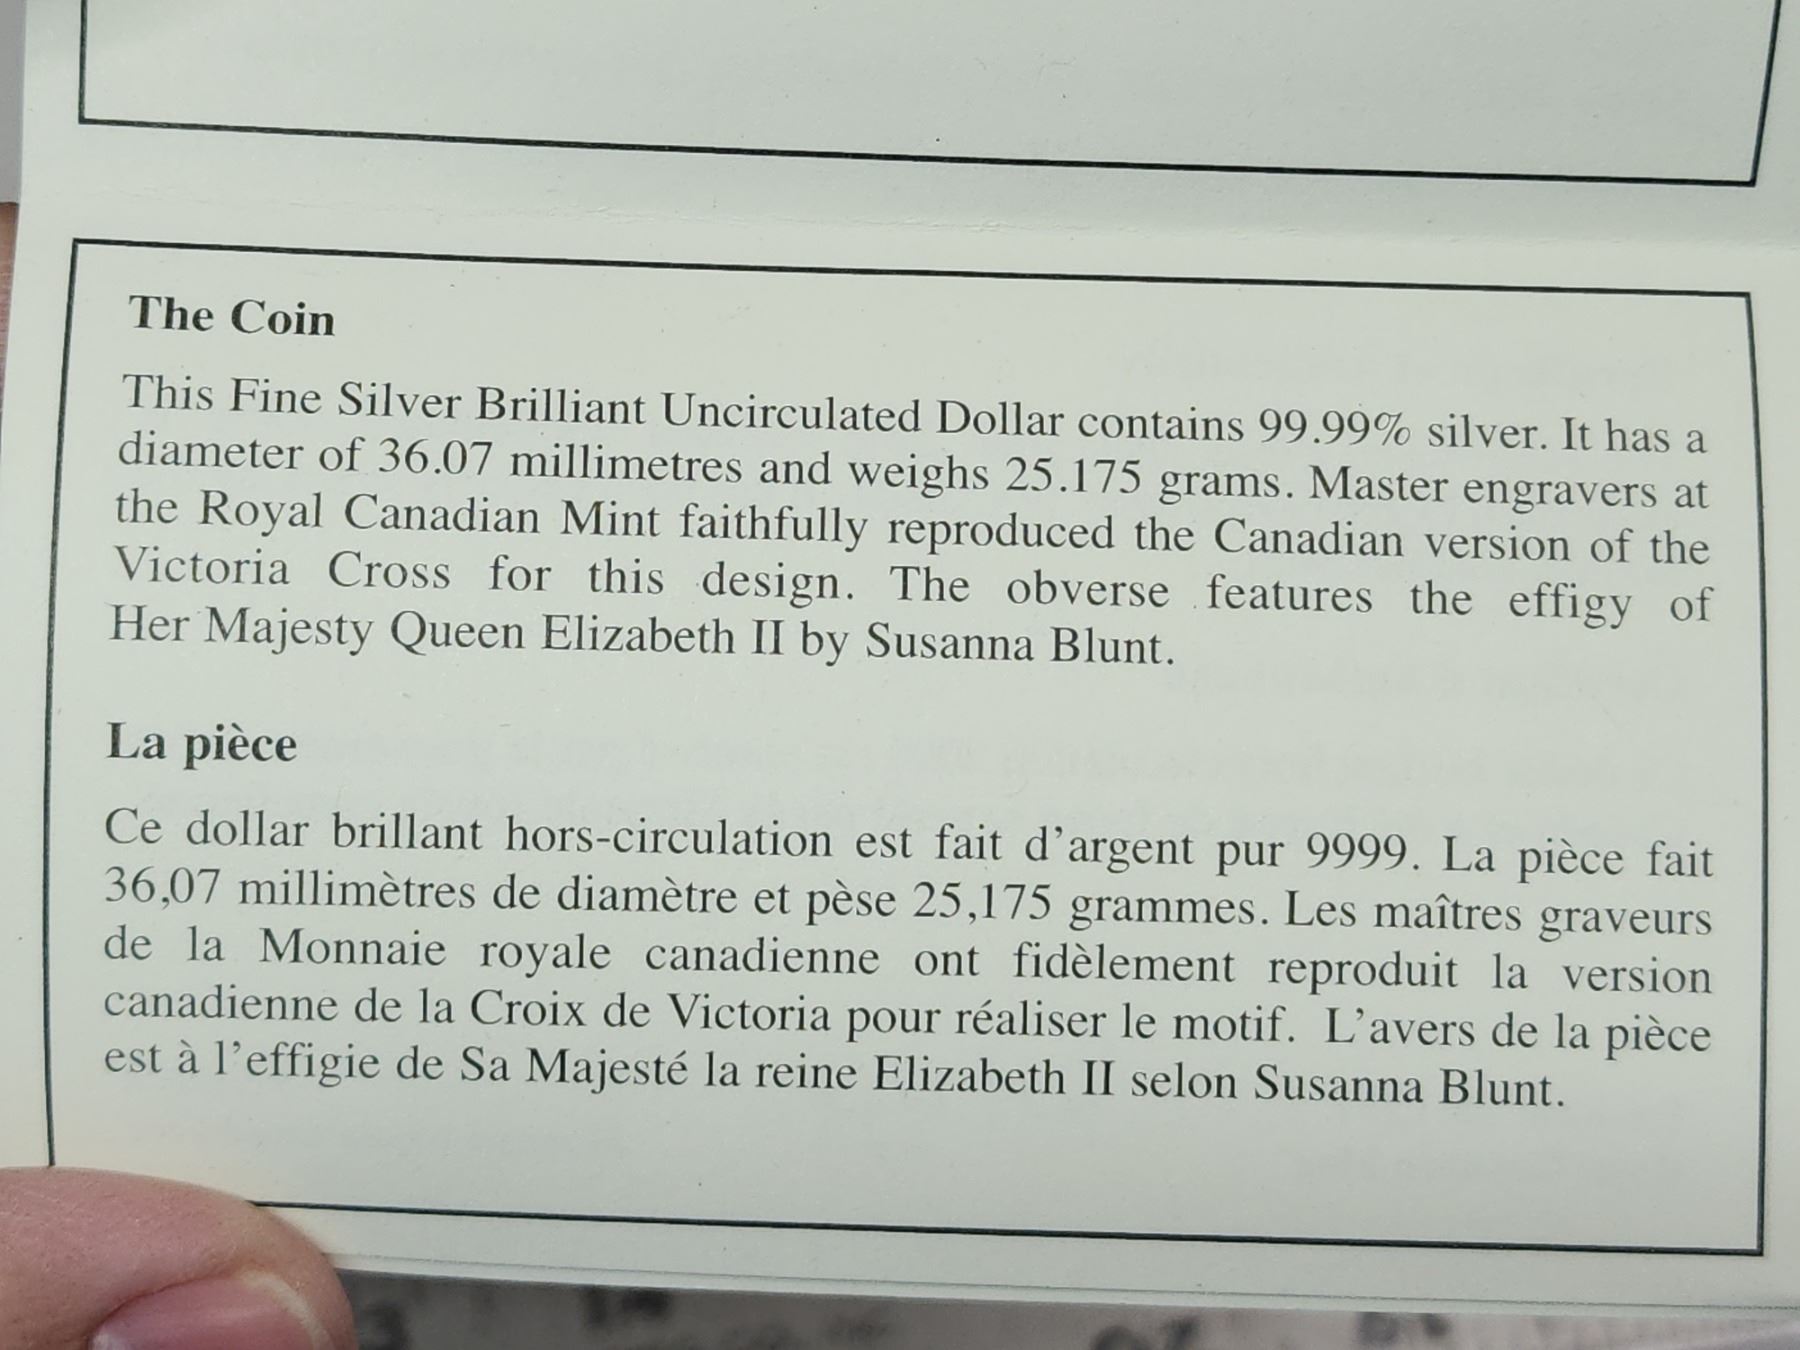 The Coin
This Fine Silver Brilliant Uncirculated Dollar contains 99.99% silver. It has a
diameter of 36.07 millimetres and weighs 25.175 grams. Master engravers at
the Royal Canadian Mint faithfully reproduced the Canadian version of the
Victoria Cross for this design. The obverse features the effigy of
Her Majesty Queen Elizabeth II by Susanna Blunt.
La pièce
Ce dollar brillant hors-circulation est fait d'argent pur 9999. La pièce fait
36,07 millimètres de diamètre et pèse 25,175 grammes. Les maîtres graveurs
de la Monnaie royale canadienne ont fidèlement reproduit la version
canadienne de la Croix de Victoria pour réaliser le motif. L'avers de la pièce
est à l'effigie de Sa Majesté la reine Elizabeth II selon Susanna Blunt.